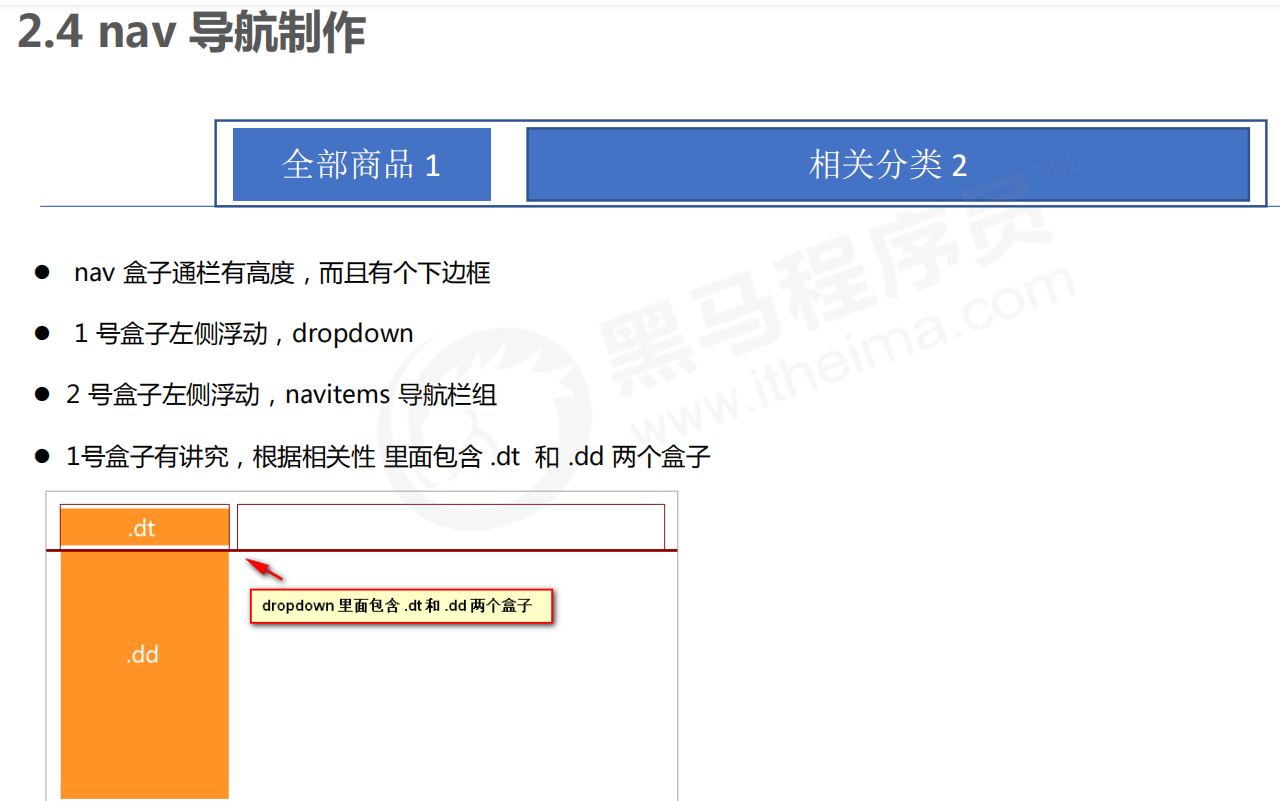 2.4 nav 导航制作
全部商品 1
相关分类 2
nav 盒子通栏有高度，而且有个下边框
1 号盒子左侧浮动，dropdown
2 号盒子左侧浮动，navitems 导航栏组
1号盒子有讲究，根据相关性 里面包含 .dt 和 .dd 两个盒子
.dt
dropdown 里面包含 .dt 和 .dd 两个盒子
.dd
黑马程序员™
www.itheima.com